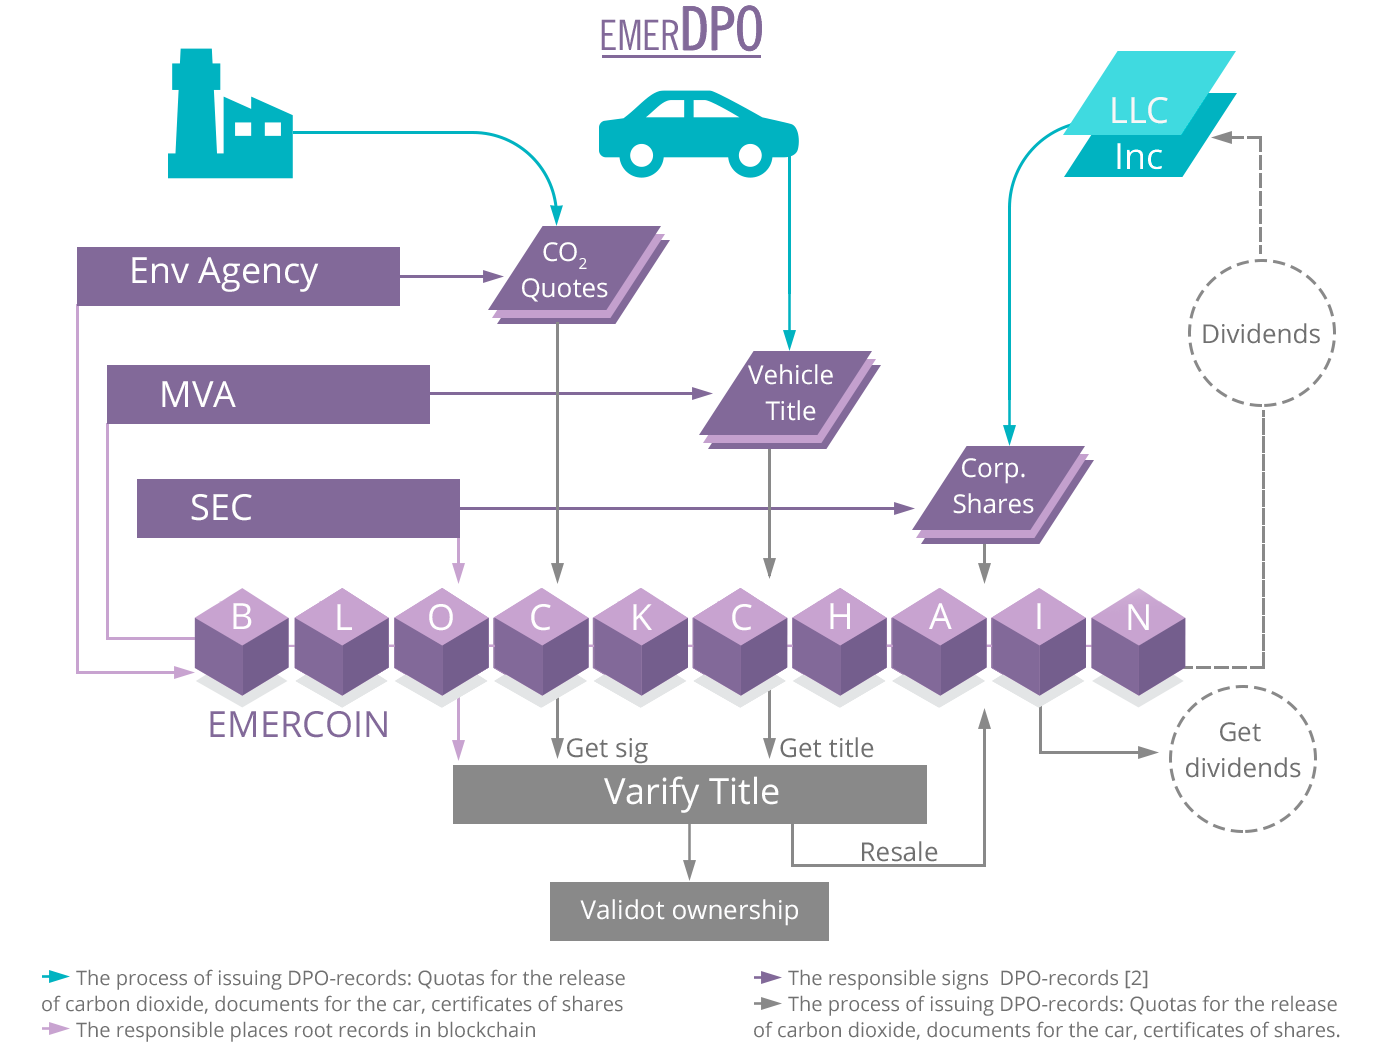 EMERDPO
LLC
Inc
CO2
Quotes
Env Agency
Dividends
Vehicle
Title
MVA
Corp.
Shares
SEC
B L O C K C H A I N
EMERCOIN
Get sig
Get title
Get
dividends
Varify Title
Resale
Validot ownership
The process of issuing DPO-records: Quotas for the release
of carbon dioxide, documents for the car, certificates of shares
The responsible places root records in blockchain
The responsible signs DPO-records [2]
The process of issuing DPO-records: Quotas for the release
of carbon dioxide, documents for the car, certificates of shares.